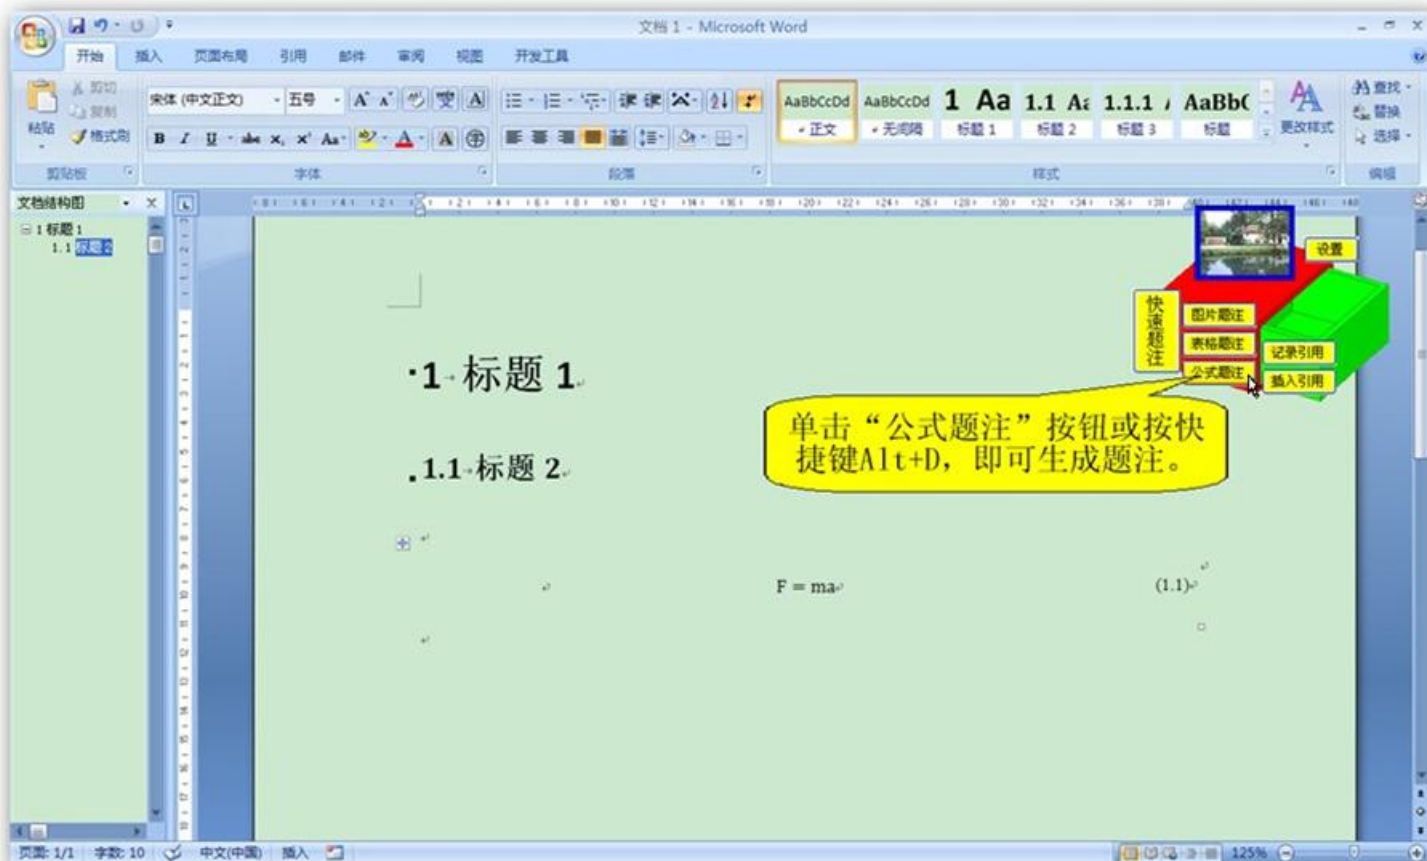 文档 1 - Microsoft Word
开始 插入 页面布局 引用 邮件 审阅 视图 开发工具
剪切
复制
粘贴 格式刷
宋体 (中文正文) 五号
AaBbCcDd AaBbCcDd 1 Aa 1.1 Aa 1.1.1 AaBbC
正文 无间隔 标题 1 标题 2 标题 3 标题
更改样式
查找
替换
选择
剪贴板 字体 段落 样式 编辑
文档结构图
1 标题 1
1.1 标题 2
设置
快速题注
图片题注
表格题注
公式题注
记录引用
插入引用
1 标题 1
单击“公式题注”按钮或按快
捷键Alt+D，即可生成题注。
1.1 标题 2
F = ma (1.1)
页面: 1/1 字数: 10 中文(中国) 插入 125%